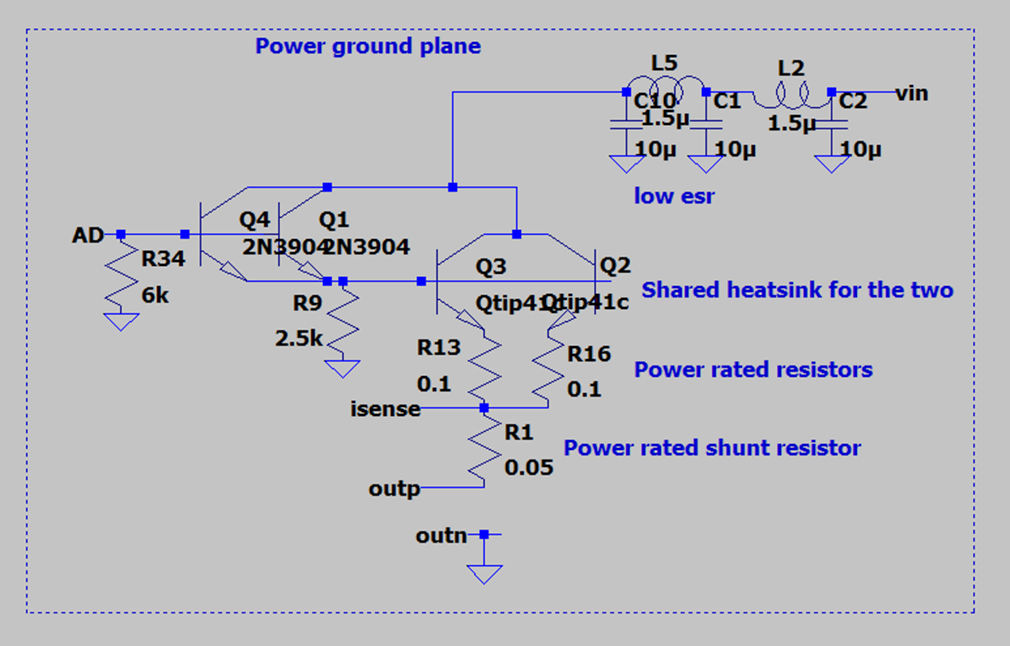 Power ground plane
L5
L2
C10
C1
C2
vin
1.5µ
1.5µ
10µ
10µ
10µ
low esr
AD
Q4
Q1
2N3904
2N3904
R34
6k
Q3
Q2
Qtip41c
Qtip41c
Shared heatsink for the two
R9
2.5k
R13
0.1
R16
0.1
Power rated resistors
isense
R1
0.05
Power rated shunt resistor
outp
outn